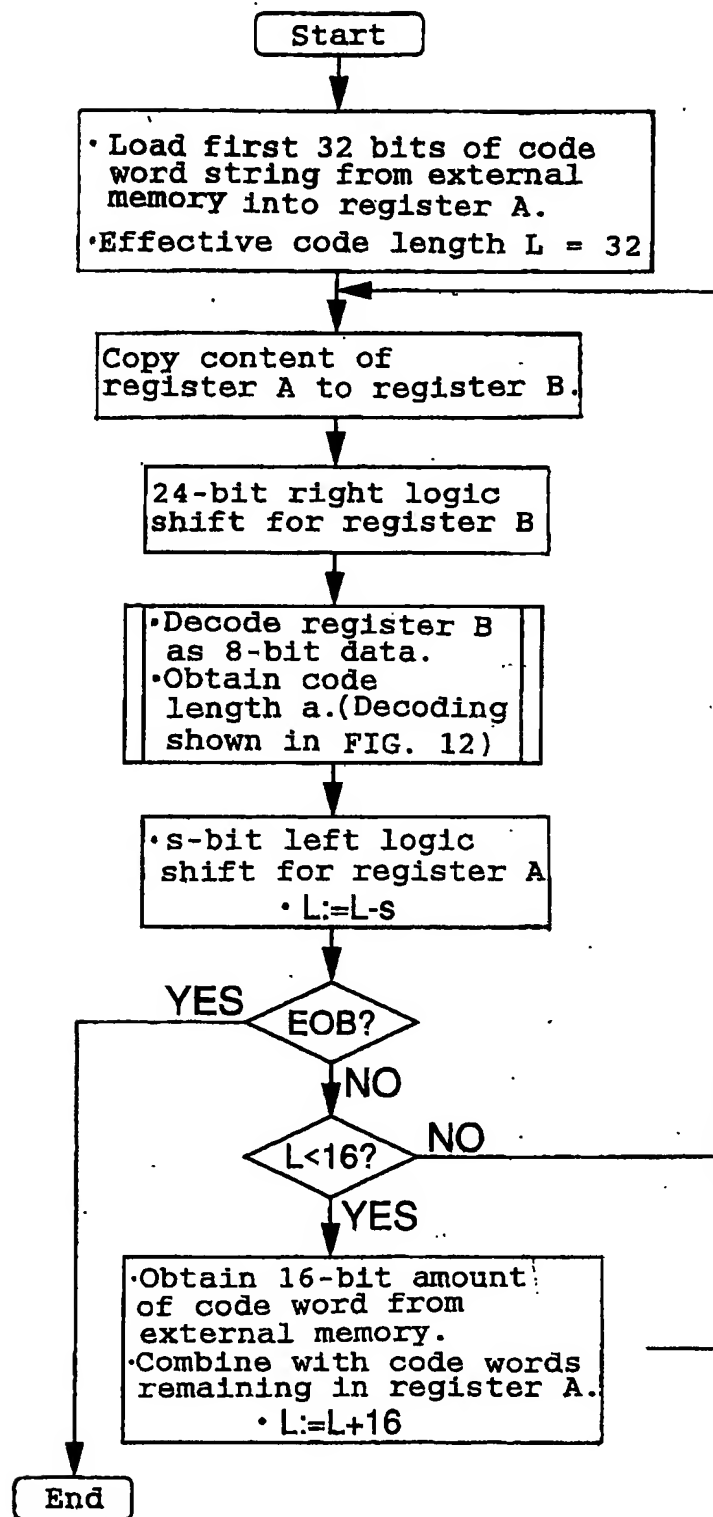 Start
·Load first 32 bits of code
word string from external
memory into register A.
·Effective code length L = 32
Copy content of
register A to register B.
24-bit right logic
shift for register B
·Decode register B
as 8-bit data.
·Obtain code
length a.(Decoding
shown in FIG. 12)
·s-bit left logic
shift for register A
·L:=L-s
YES
EOB?
NO
L<16?
NO
YES
·Obtain 16-bit amount
of code word from
external memory.
·Combine with code words
remaining in register A.
·L:=L+16
End